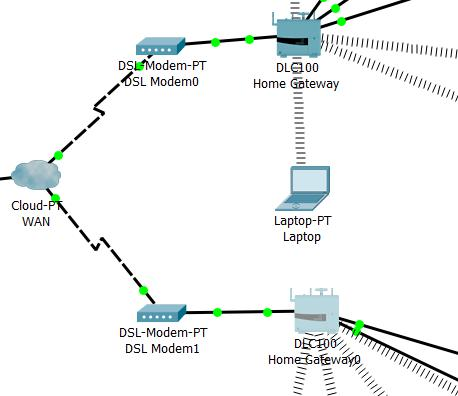 DSL-Modem-PT
DSL Modem0
DLC100
Home Gateway
Cloud-PT
WAN
Laptop-PT
Laptop
DSL-Modem-PT
DSL Modem1
DLC100
Home Gateway0